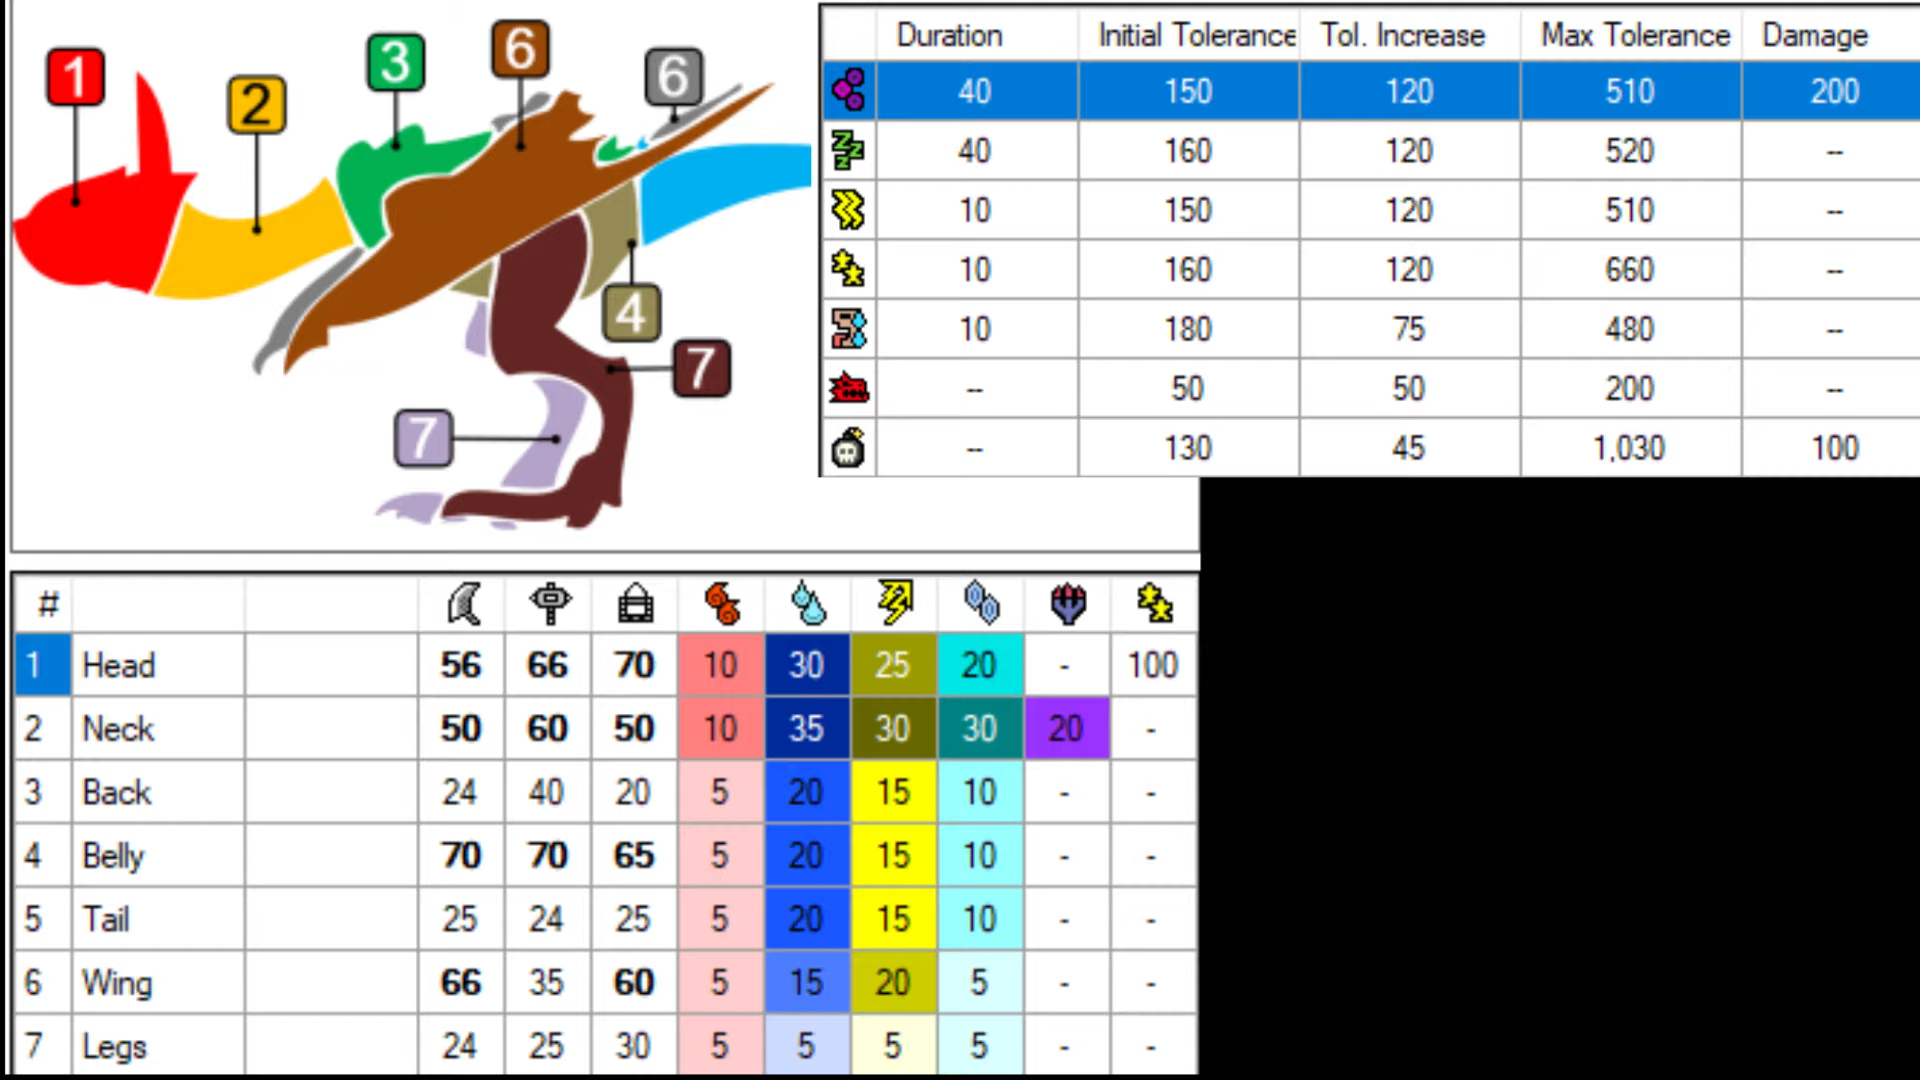 1
2
3
6
6
4
7
7
Duration Initial Tolerance Tol. Increase Max Tolerance Damage
40 150 120 510 200
40 160 120 520 --
10 150 120 510 --
10 160 120 660 --
10 180 75 480 --
-- 50 50 200 --
-- 130 45 1,030 100
#
1 Head 56 66 70 10 30 25 20 - 100
2 Neck 50 60 50 10 35 30 30 20 -
3 Back 24 40 20 5 20 15 10 - -
4 Belly 70 70 65 5 20 15 10 - -
5 Tail 25 24 25 5 20 15 10 - -
6 Wing 66 35 60 5 15 20 5 - -
7 Legs 24 25 30 5 5 5 5 - -